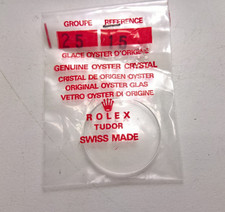 GROUPE REFERENCE
25 15
GLACE OYSTER D'ORIGINE
GENUINE OYSTER CRYSTAL
CRISTAL DE ORIGEN OYSTER
ORIGINAL OYSTER GLAS
VETRO OYSTER DI ORIGINE
ROLEX
TUDOR
SWISS MADE